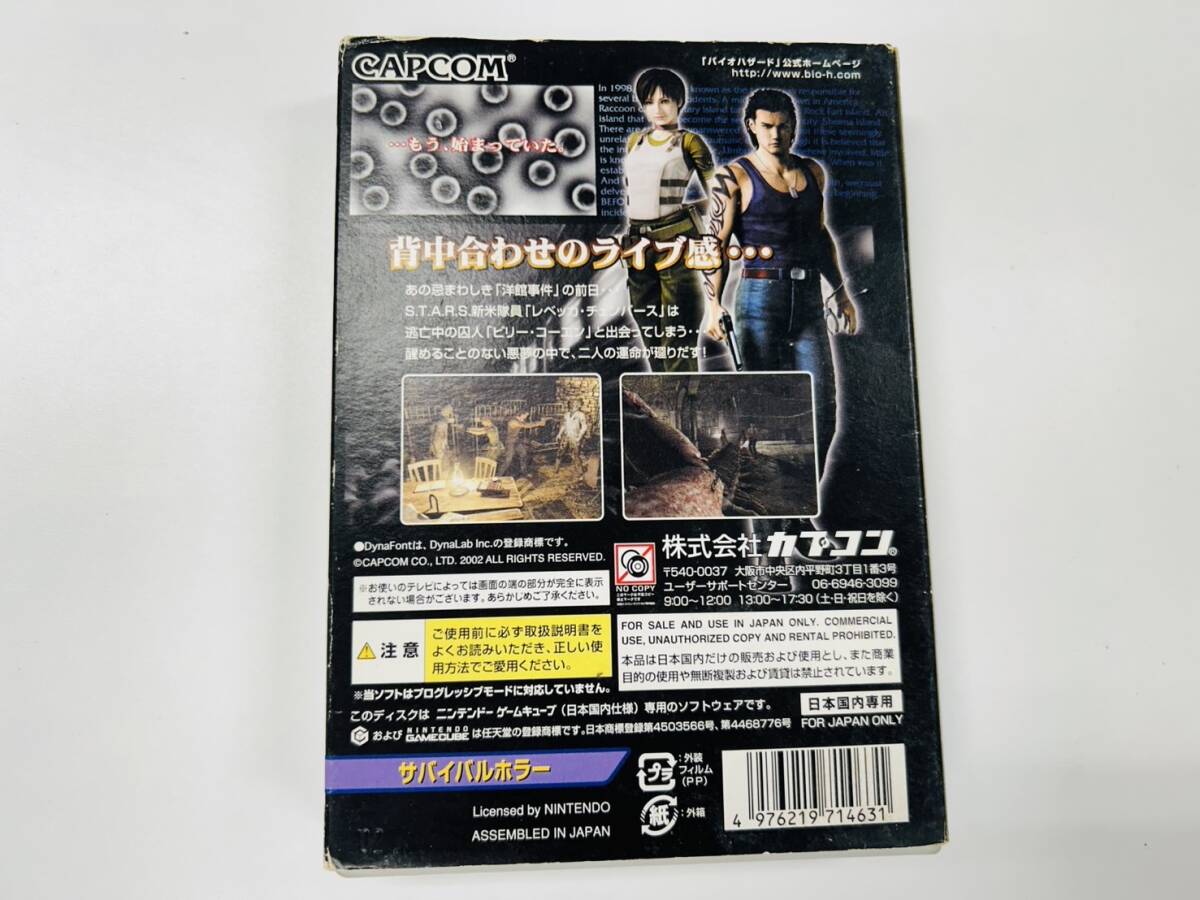 CAPCOM®
「バイオハザード」公式ホームページ
http://www.bio-h.com
…もう、始まっていた。
背中合わせのライブ感・・・
あの忌まわしき「洋館事件」の前日・・・
S.T.A.R.S.新米隊員「レベッカ・チェンバース」は
逃亡中の囚人「ビリー・コーエン」と出会ってしまう・・・
醒めることのない悪夢の中で、二人の運命が廻りだす!
●DynaFontは、DynaLab Inc.の登録商標です。
©CAPCOM CO., LTD. 2002 ALL RIGHTS RESERVED.
※お使いのテレビによっては画面の端の部分が完全に表示
されない場合がございます。あらかじめご了承ください。
NO COPY
株式会社カプコン®
〒540-0037 大阪市中央区内平野町3丁目1番3号
ユーザーサポートセンター 06-6946-3099
9:00~12:00 13:00~17:30(土・日・祝日を除く)
注意
ご使用前に必ず取扱説明書を
よくお読みいただき、正しい使
用方法でご愛用ください。
FOR SALE AND USE IN JAPAN ONLY. COMMERCIAL
USE, UNAUTHORIZED COPY AND RENTAL PROHIBITED.
本品は日本国内だけの販売および使用とし、また商業
目的の使用や無断複製および賃貸は禁止されています。
※当ソフトはプログレッシブモードに対応していません。
このディスクは ニンテンドーゲームキューブ(日本国内仕様)専用のソフトウェアです。
および NINTENDO GAMECUBE は任天堂の登録商標です。日本商標登録第4503566号、第4468776号
日本国内専用
FOR JAPAN ONLY
サバイバルホラー
プラ
:外装
フィルム
(PP)
紙
:外箱
Licensed by NINTENDO
ASSEMBLED IN JAPAN
4 976219 714631